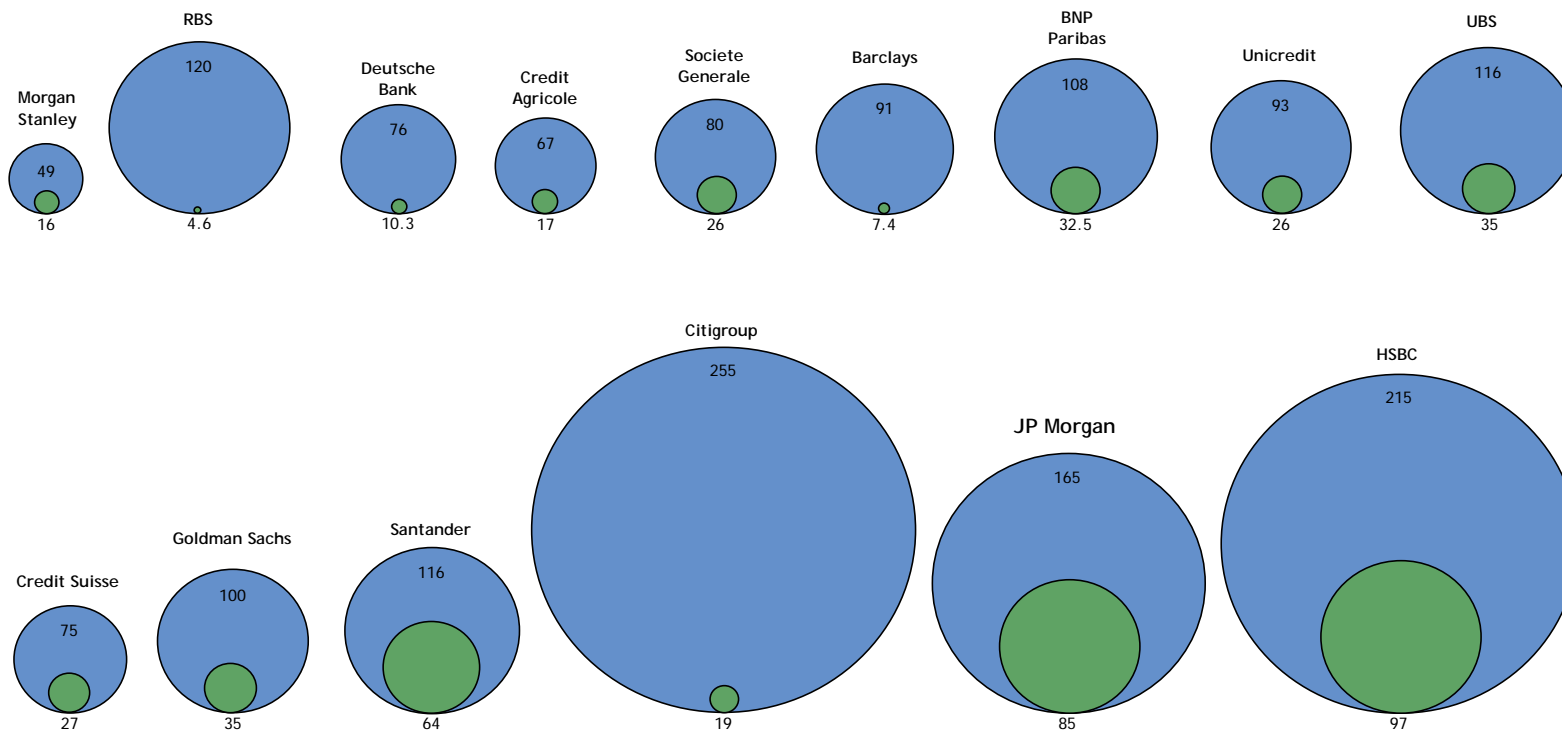 Morgan
Stanley
49
16
RBS
120
4.6
Deutsche
Bank
76
10.3
Credit
Agricole
67
17
Societe
Generale
80
26
Barclays
91
7.4
BNP
Paribas
108
32.5
Unicredit
93
26
UBS
116
35
Credit Suisse
75
27
Goldman Sachs
100
35
Santander
116
64
Citigroup
255
19
JP Morgan
165
85
HSBC
215
97